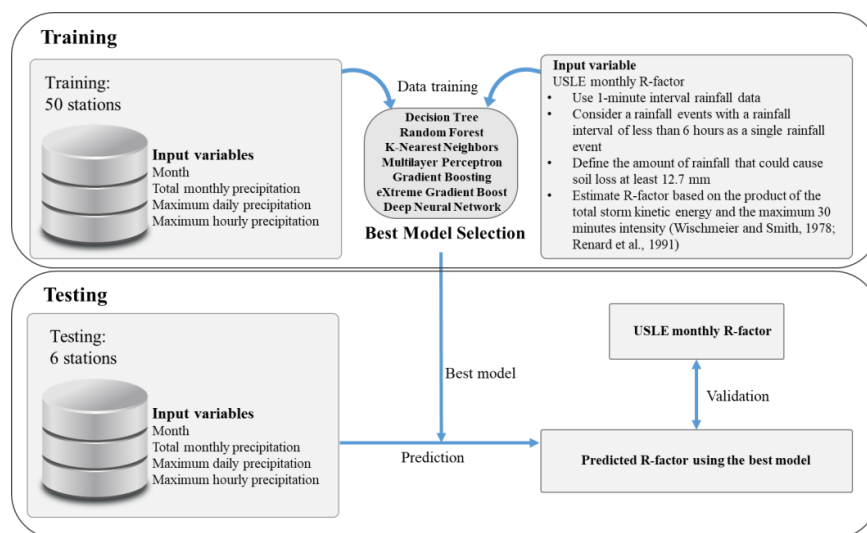 Training
Training:
50 stations
Input variables
Month
Total monthly precipitation
Maximum daily precipitation
Maximum hourly precipitation
Data training
Decision Tree
Random Forest
K-Nearest Neighbors
Multilayer Perceptron
Gradient Boosting
eXtreme Gradient Boost
Deep Neural Network
Best Model Selection
Input variable
USLE monthly R-factor
• Use 1-minute interval rainfall data
• Consider a rainfall events with a rainfall
interval of less than 6 hours as a single rainfall
event
• Define the amount of rainfall that could cause
soil loss at least 12.7 mm
• Estimate R-factor based on the product of the
total storm kinetic energy and the maximum 30
minutes intensity (Wischmeier and Smith, 1978;
Renard et al., 1991)
Testing
Testing:
6 stations
Input variables
Month
Total monthly precipitation
Maximum daily precipitation
Maximum hourly precipitation
Best model
Prediction
USLE monthly R-factor
Validation
Predicted R-factor using the best model